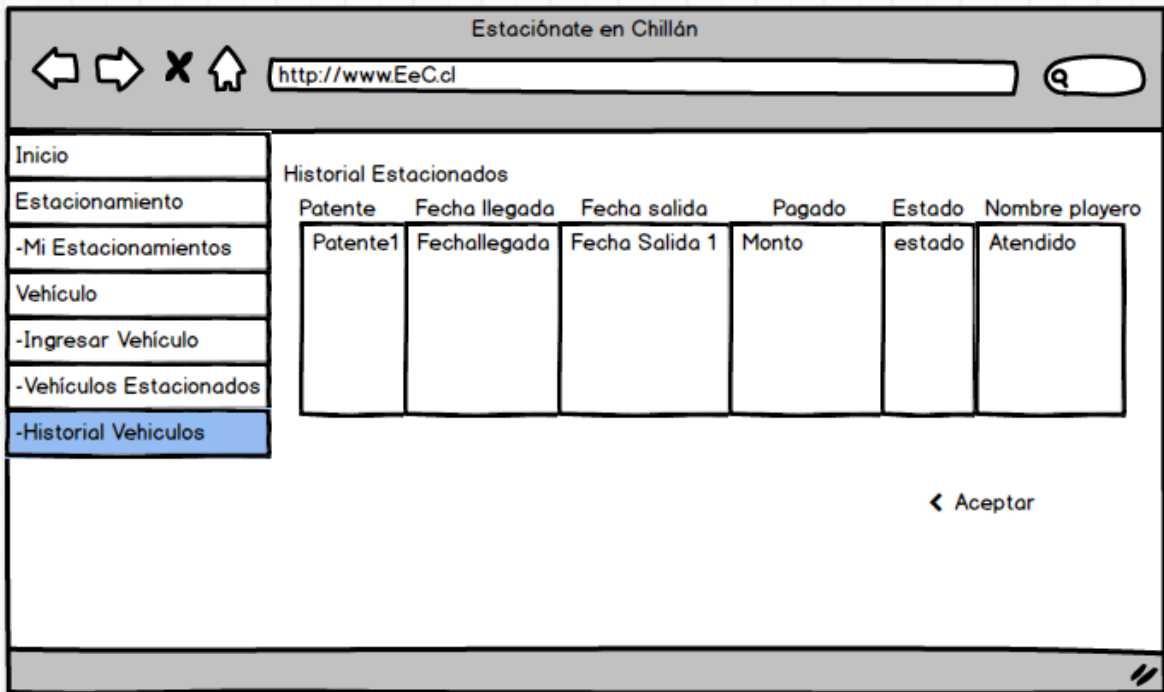 Estaciónate en Chillán
http://www.EeC.cl
Inicio
Estacionamiento
-Mi Estacionamientos
Vehículo
-Ingresar Vehículo
-Vehículos Estacionados
-Historial Vehiculos
Historial Estacionados
Patente Fecha llegada Fecha salida Pagado Estado Nombre playero
Patente1 Fechallegada Fecha Salida 1 Monto estado Atendido
Aceptar